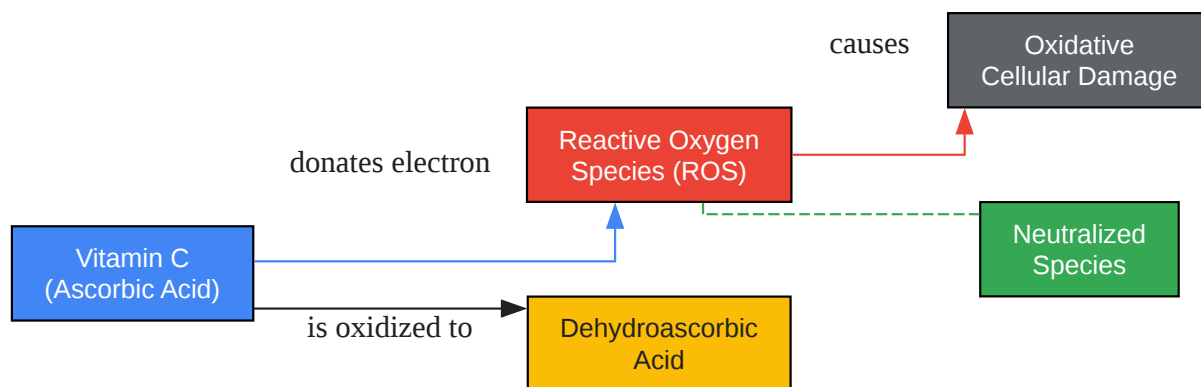 causes
Oxidative
Cellular Damage
donates electron
Reactive Oxygen
Species (ROS)
Vitamin C
(Ascorbic Acid)
Neutralized
Species
is oxidized to
Dehydroascorbic
Acid